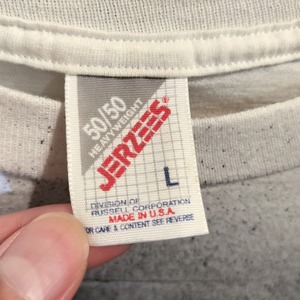 50/50
HEAVYWEIGHT
JERZEES®
L
DIVISION OF
RUSSELL CORPORATION
MADE IN U.S.A.
FOR CARE & CONTENT SEE REVERSE